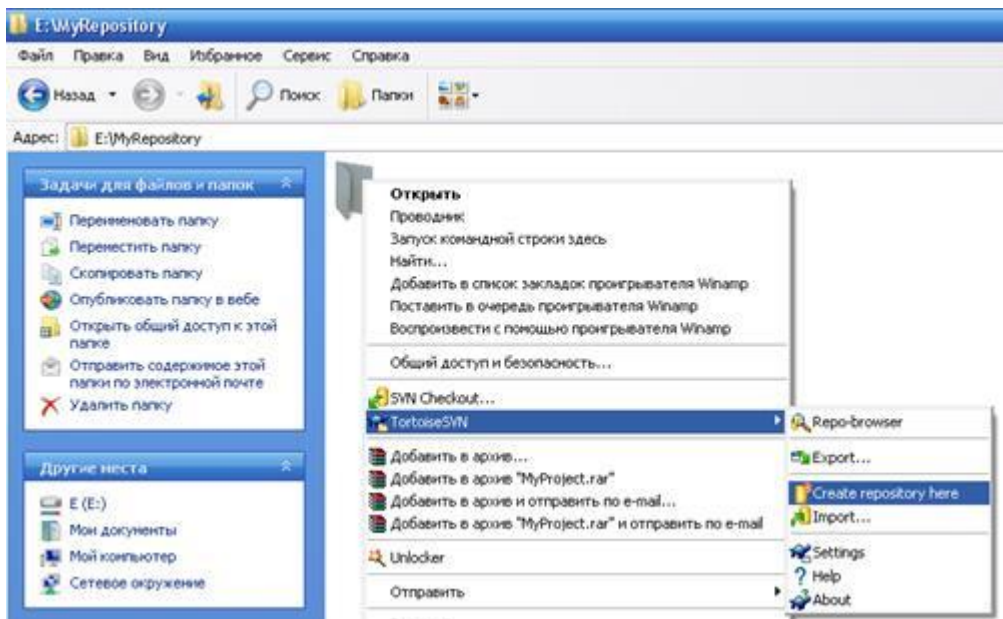 E:\MyRepository
Файл Правка Вид Избранное Сервис Справка
Назад Поиск Папки
Адрес: E:\MyRepository
Задачи для файлов и папок
Переименовать папку
Переместить папку
Скопировать папку
Опубликовать папку в вебе
Открыть общий доступ к этой
папке
Отправить содержимое этой
папки по электронной почте
Удалить папку
Другие места
E (E:)
Мои документы
Мой компьютер
Сетевое окружение
Открыть
Проводник
Запуск командной строки здесь
Найти...
Добавить в список закладок проигрывателя Winamp
Поставить в очередь проигрывателя Winamp
Воспроизвести с помощью проигрывателя Winamp
Общий доступ и безопасность...
SVN Checkout...
TortoiseSVN
Добавить в архив...
Добавить в архив "MyProject.rar"
Добавить в архив и отправить по e-mail...
Добавить в архив "MyProject.rar" и отправить по e-mail
Unlocker
Отправить
Repo-browser
Export...
Create repository here
Import...
Settings
Help
About